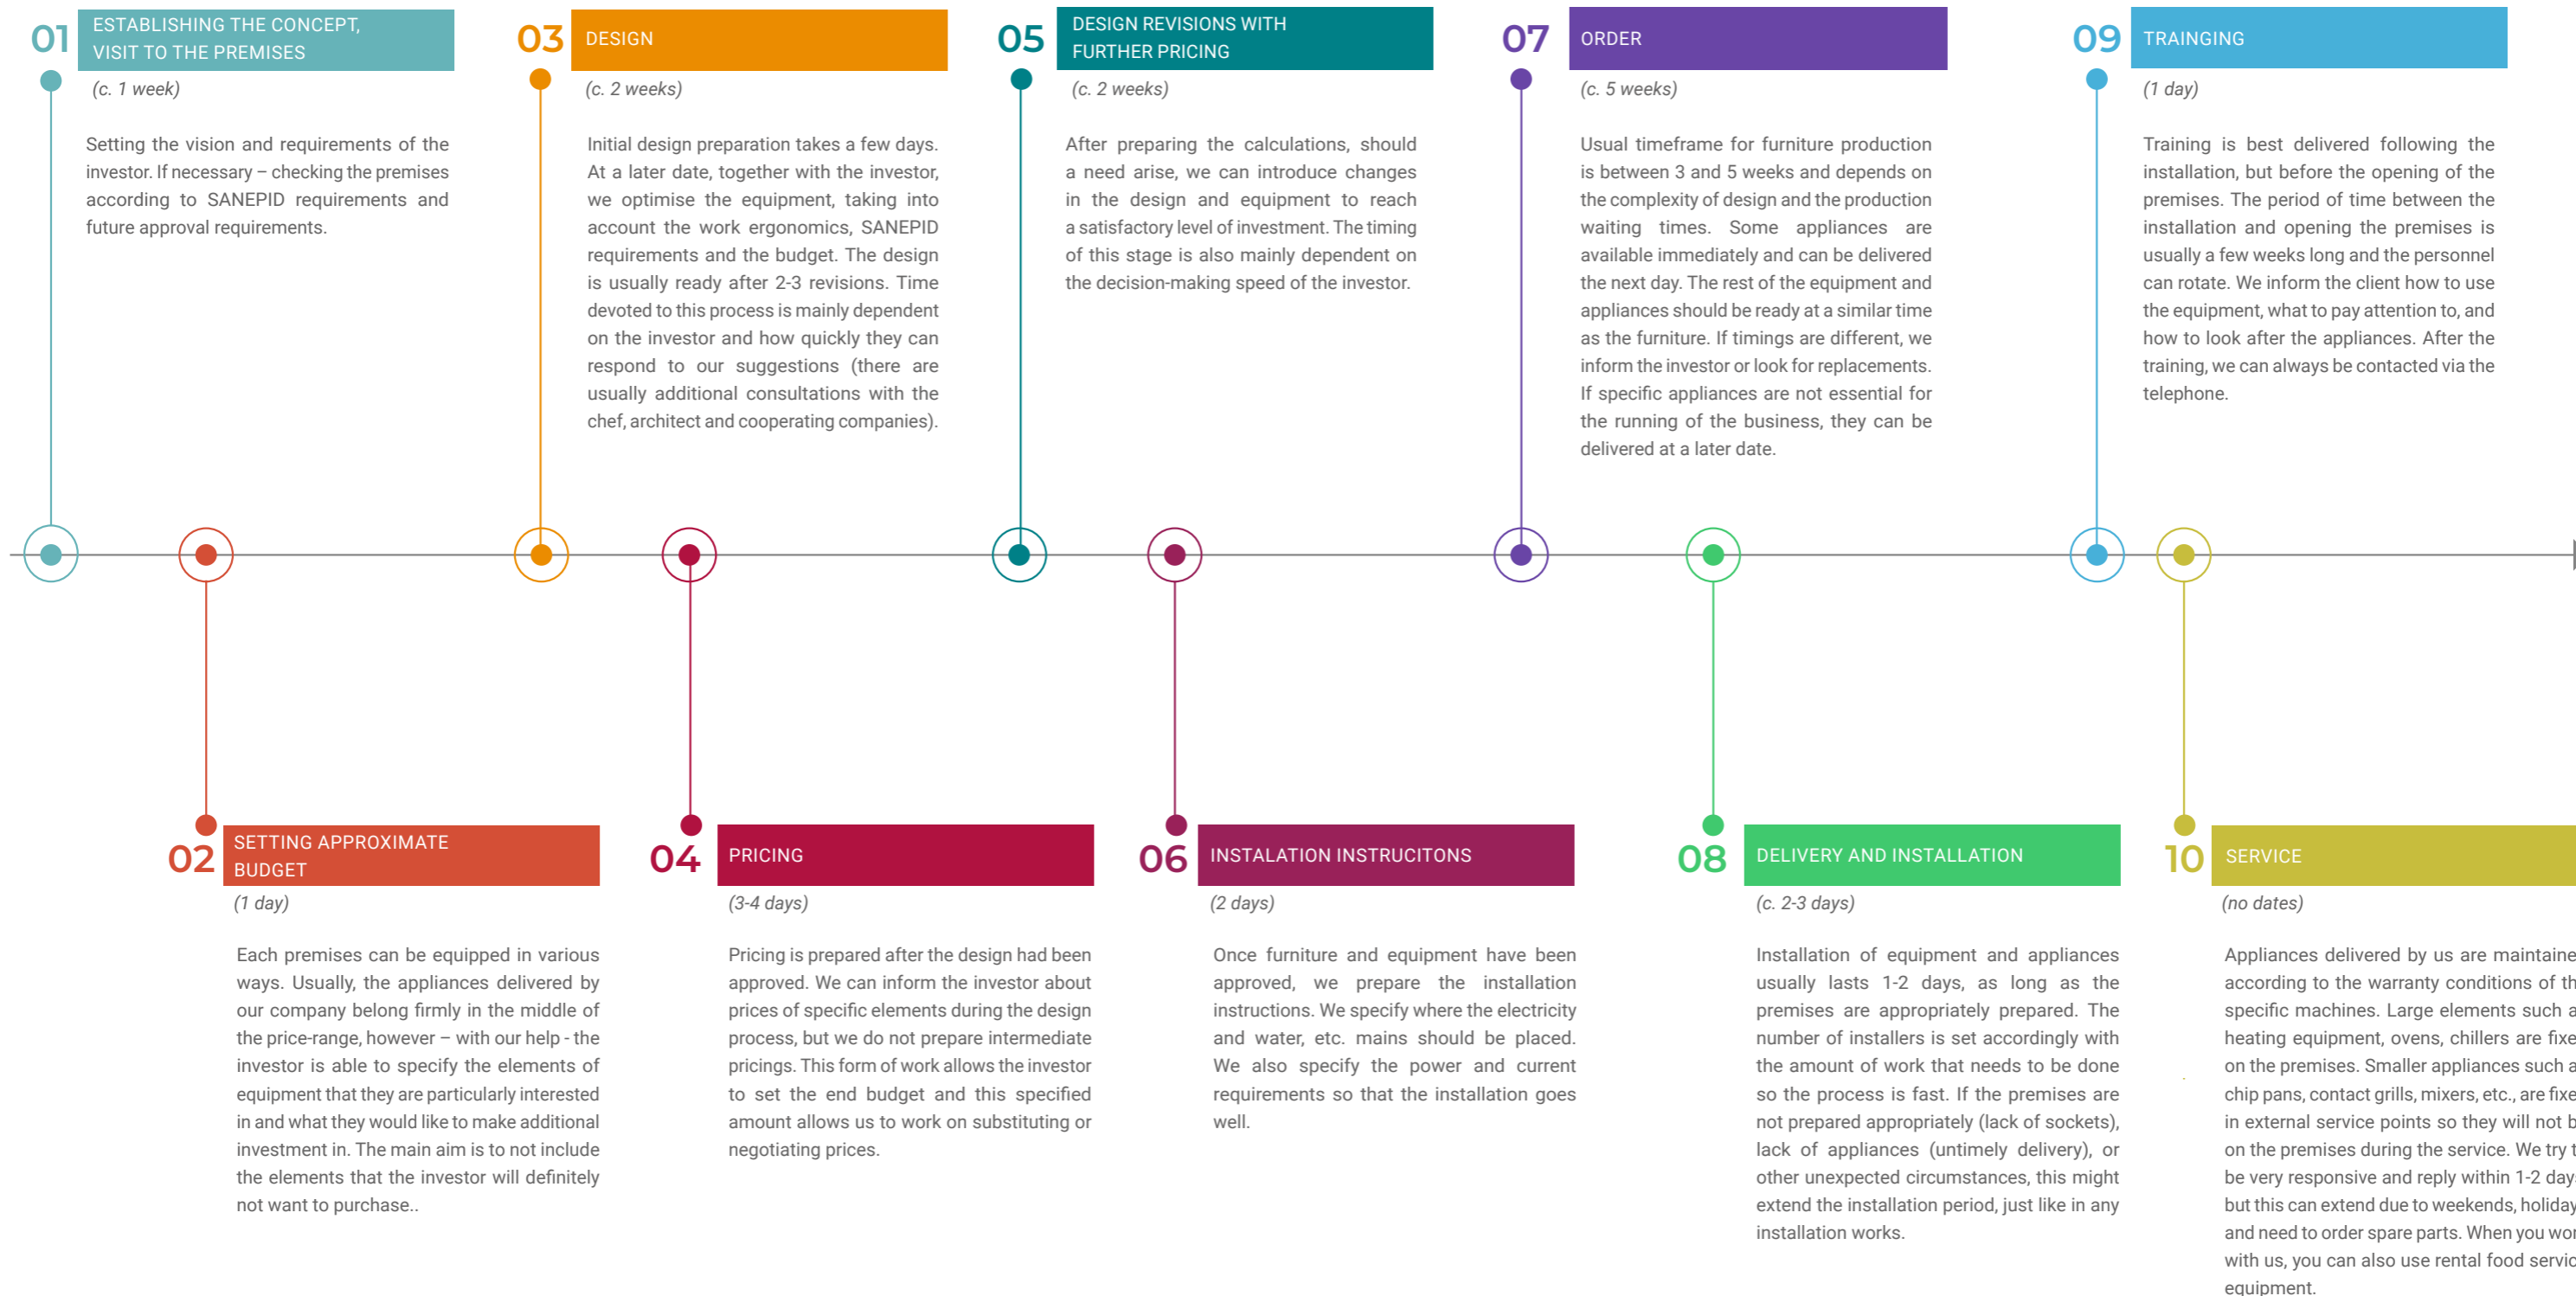 01
ESTABLISHING THE CONCEPT,
VISIT TO THE PREMISES
(c. 1 week)
Setting the vision and requirements of the
investor. If necessary – checking the premises
according to SANEPID requirements and
future approval requirements.
02
SETTING APPROXIMATE
BUDGET
(1 day)
Each premises can be equipped in various
ways. Usually, the appliances delivered by
our company belong firmly in the middle of
the price-range, however – with our help - the
investor is able to specify the elements of
equipment that they are particularly interested
in and what they would like to make additional
investment in. The main aim is to not include
the elements that the investor will definitely
not want to purchase..
03
DESIGN
(c. 2 weeks)
Initial design preparation takes a few days.
At a later date, together with the investor,
we optimise the equipment, taking into
account the work ergonomics, SANEPID
requirements and the budget. The design
is usually ready after 2-3 revisions. Time
devoted to this process is mainly dependent
on the investor and how quickly they can
respond to our suggestions (there are
usually additional consultations with the
chef, architect and cooperating companies).
04
PRICING
(3-4 days)
Pricing is prepared after the design had been
approved. We can inform the investor about
prices of specific elements during the design
process, but we do not prepare intermediate
pricings. This form of work allows the investor
to set the end budget and this specified
amount allows us to work on substituting or
negotiating prices.
05
DESIGN REVISIONS WITH
FURTHER PRICING
(c. 2 weeks)
After preparing the calculations, should
a need arise, we can introduce changes
in the design and equipment to reach
a satisfactory level of investment. The timing
of this stage is also mainly dependent on
the decision-making speed of the investor.
06
INSTALATION INSTRUCITONS
(2 days)
Once furniture and equipment have been
approved, we prepare the installation
instructions. We specify where the electricity
and water, etc. mains should be placed.
We also specify the power and current
requirements so that the installation goes
well.
07
ORDER
(c. 5 weeks)
Usual timeframe for furniture production
is between 3 and 5 weeks and depends on
the complexity of design and the production
waiting times. Some appliances are
available immediately and can be delivered
the next day. The rest of the equipment and
appliances should be ready at a similar time
as the furniture. If timings are different, we
inform the investor or look for replacements.
If specific appliances are not essential for
the running of the business, they can be
delivered at a later date.
08
DELIVERY AND INSTALLATION
(c. 2-3 days)
Installation of equipment and appliances
usually lasts 1-2 days, as long as the
premises are appropriately prepared. The
number of installers is set accordingly with
the amount of work that needs to be done
so the process is fast. If the premises are
not prepared appropriately (lack of sockets),
lack of appliances (untimely delivery), or
other unexpected circumstances, this might
extend the installation period, just like in any
installation works.
09
TRAINGING
(1 day)
Training is best delivered following the
installation, but before the opening of the
premises. The period of time between the
installation and opening the premises is
usually a few weeks long and the personnel
can rotate. We inform the client how to use
the equipment, what to pay attention to, and
how to look after the appliances. After the
training, we can always be contacted via the
telephone.
10
SERVICE
(no dates)
Appliances delivered by us are maintaine
according to the warranty conditions of th
specific machines. Large elements such a
heating equipment, ovens, chillers are fixe
on the premises. Smaller appliances such a
chip pans, contact grills, mixers, etc., are fixe
in external service points so they will not b
on the premises during the service. We try t
be very responsive and reply within 1-2 day
but this can extend due to weekends, holiday
and need to order spare parts. When you wor
with us, you can also use rental food servic
equipment.